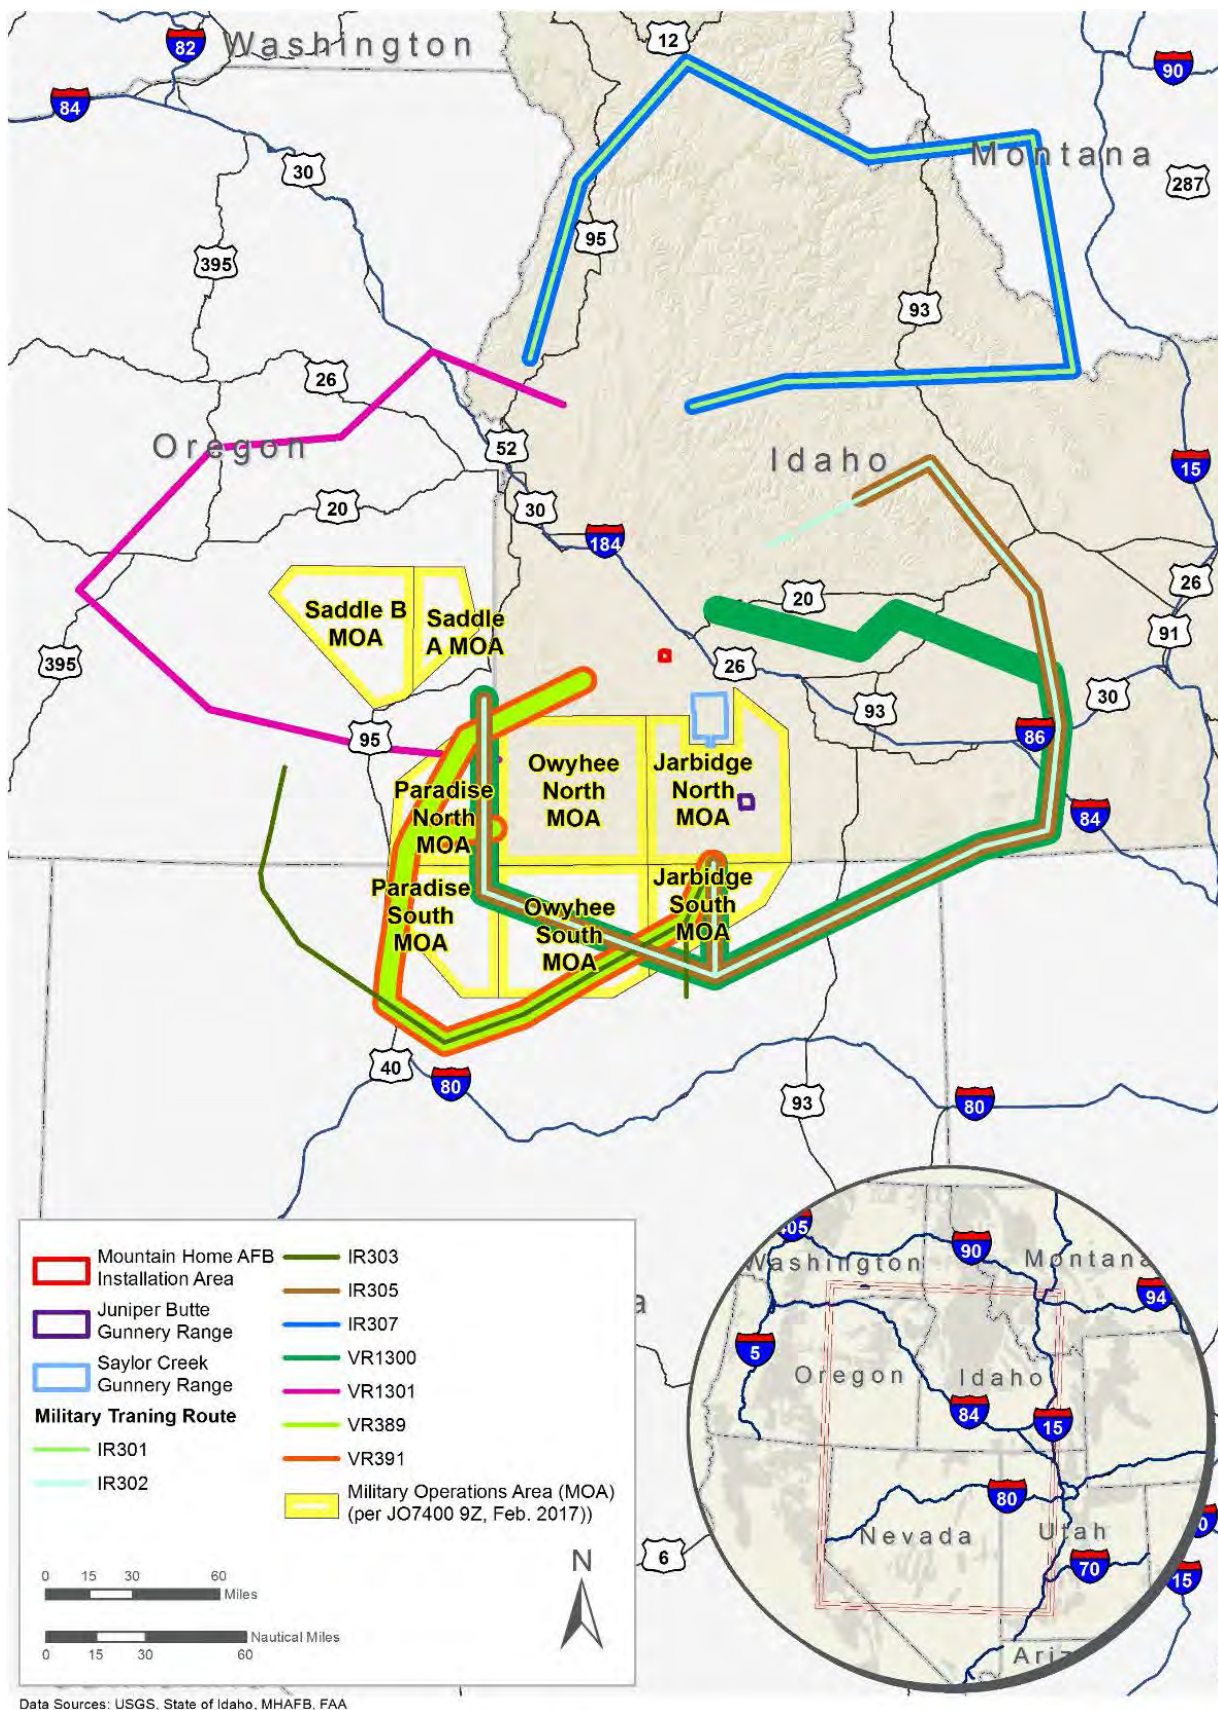 Washington
12
82
90
84
30
Montana
287
95
395
93
26
Oregon
52
Idaho
15
20
30
184
26
20
91
Saddle B
MOA
Saddle
A MOA
395
26
30
93
95
86
Owyhee
North
MOA
Jarbidge
North
MOA
Paradise
North
MOA
84
Paradise
South
MOA
Owyhee
South
MOA
Jarbidge
South
MOA
40
80
93
80
Mountain Home AFB
Installation Area
Juniper Butte
Gunnery Range
Saylor Creek
Gunnery Range
Military Traning Route
IR301
IR302
IR303
IR305
IR307
VR1300
VR1301
VR389
VR391
Military Operations Area (MOA)
(per JO7400 9Z, Feb. 2017))
0 15 30 60
Miles
Nautical Miles
0 15 30 60
N
a
6
405
Washington
90
Montana
94
5
Oregon
Idaho
84
15
80
Nevada
Utah
70
15
0
Ariz
Data Sources: USGS, State of Idaho, MHAFB, FAA